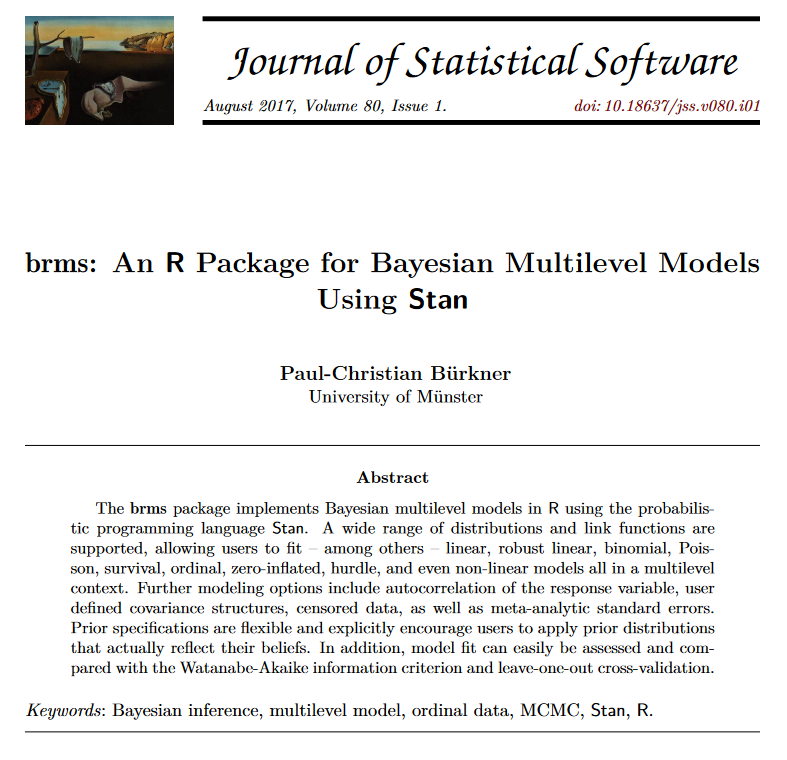 Journal of Statistical Software
August 2017, Volume 80, Issue 1.
doi: 10.18637/jss.v080.i01
brms: An R Package for Bayesian Multilevel Models
Using Stan
Paul-Christian Bürkner
University of Münster
Abstract
The brms package implements Bayesian multilevel models in R using the probabilis-
tic programming language Stan. A wide range of distributions and link functions are
supported, allowing users to fit – among others – linear, robust linear, binomial, Pois-
son, survival, ordinal, zero-inflated, hurdle, and even non-linear models all in a multilevel
context. Further modeling options include autocorrelation of the response variable, user
defined covariance structures, censored data, as well as meta-analytic standard errors.
Prior specifications are flexible and explicitly encourage users to apply prior distributions
that actually reflect their beliefs. In addition, model fit can easily be assessed and com-
pared with the Watanabe-Akaike information criterion and leave-one-out cross-validation.
Keywords: Bayesian inference, multilevel model, ordinal data, MCMC, Stan, R.